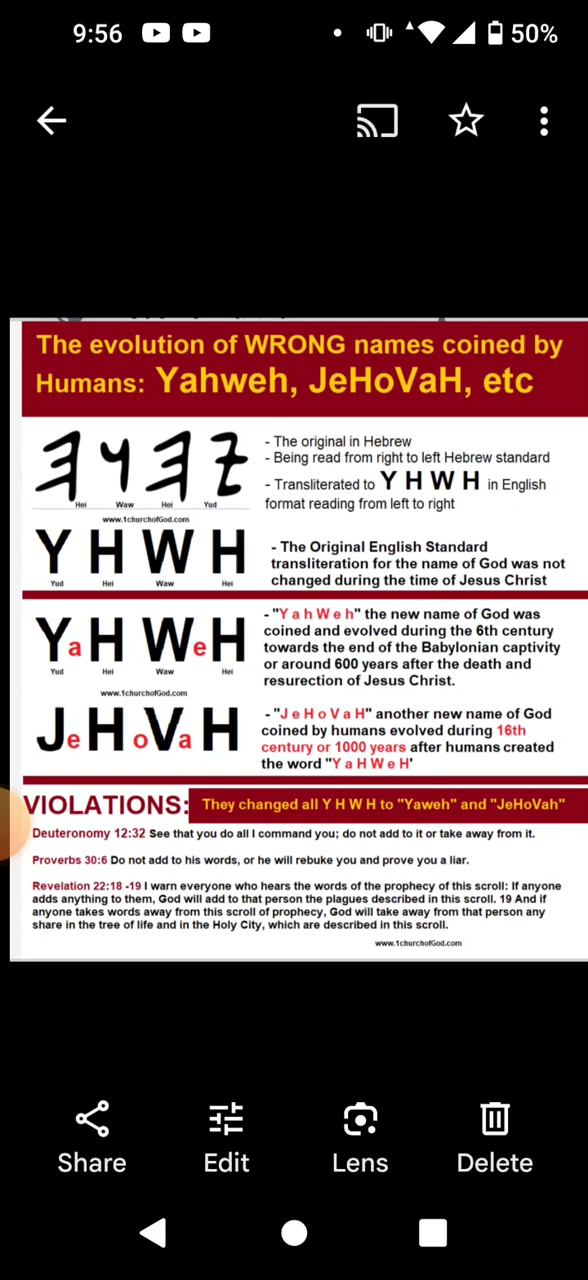 9:56 50%
The evolution of WRONG names coined by
Humans: Yahweh, JeHoVaH, etc
𐤄𐤅𐤄𐤉
Hei Waw Hei Yud
- The original in Hebrew
- Being read from right to left Hebrew standard
- Transliterated to Y H W H in English
format reading from left to right
www.1churchofGod.com
Y H W H
Yud Hei Waw Hei
- The Original English Standard
transliteration for the name of God was not
changed during the time of Jesus Christ
YaHWeH
Yud Hei Waw Hei
- "Y a h W e h" the new name of God was
coined and evolved during the 6th century
towards the end of the Babylonian captivity
or around 600 years after the death and
resurection of Jesus Christ.
www.1churchofGod.com
JeHoVaH
- "J e H o V a H" another new name of God
coined by humans evolved during 16th
century or 1000 years after humans created
the word "Y a H W e H'
VIOLATIONS: They changed all Y H W H to "Yaweh" and "JeHoVah"
Deuteronomy 12:32 See that you do all I command you; do not add to it or take away from it.
Proverbs 30:6 Do not add to his words, or he will rebuke you and prove you a liar.
Revelation 22:18 -19 I warn everyone who hears the words of the prophecy of this scroll: If anyone
adds anything to them, God will add to that person the plagues described in this scroll. 19 And if
anyone takes words away from this scroll of prophecy, God will take away from that person any
share in the tree of life and in the Holy City, which are described in this scroll.
www.1churchofGod.com
Share Edit Lens Delete